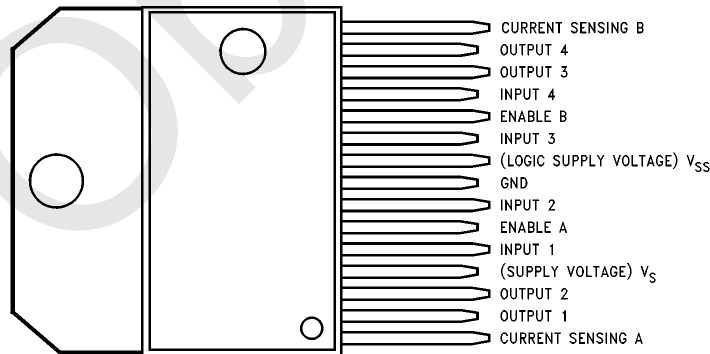 CURRENT SENSING B
OUTPUT 4
OUTPUT 3
INPUT 4
ENABLE B
INPUT 3
(LOGIC SUPPLY VOLTAGE) VSS
GND
INPUT 2
ENABLE A
INPUT 1
(SUPPLY VOLTAGE) VS
OUTPUT 2
OUTPUT 1
CURRENT SENSING A